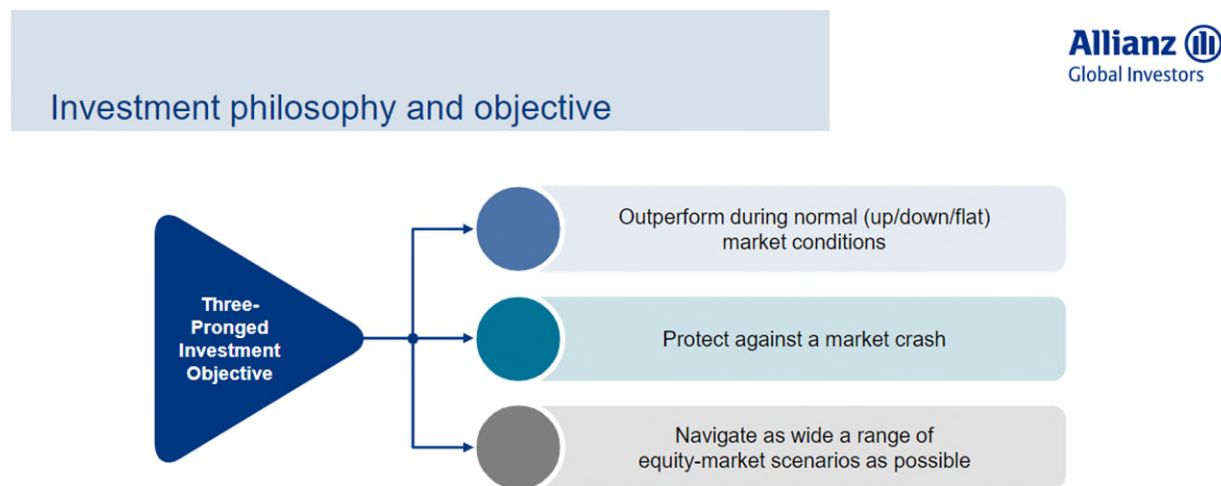 Allianz
Global Investors
Investment philosophy and objective
Three-
Pronged
Investment
Objective
Outperform during normal (up/down/flat)
market conditions
Protect against a market crash
Navigate as wide a range of
equity-market scenarios as possible